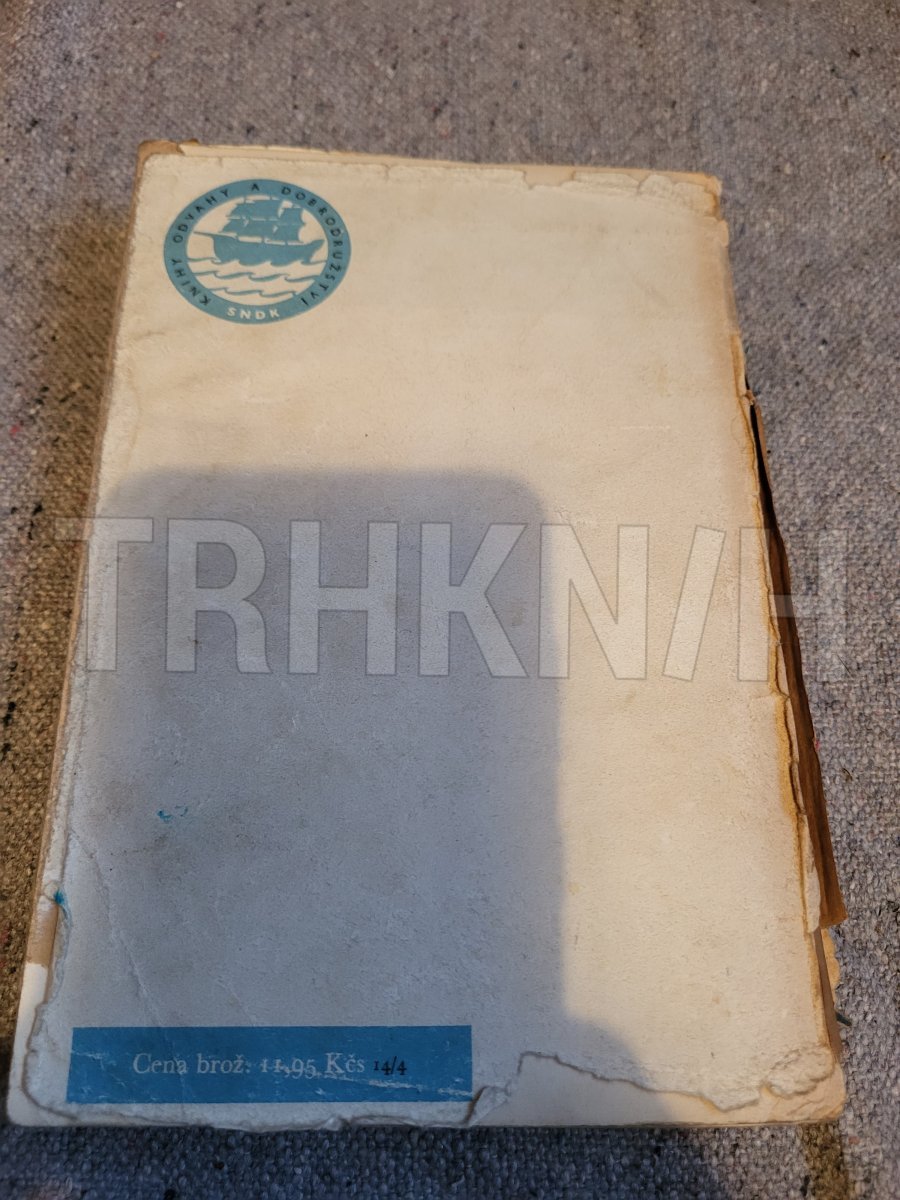 KNIHY ODVAHY A DOBRODRUŽSTVÍ
SNDK
TRHKNIH
Cena brož: 11,95 Kčs 14/4